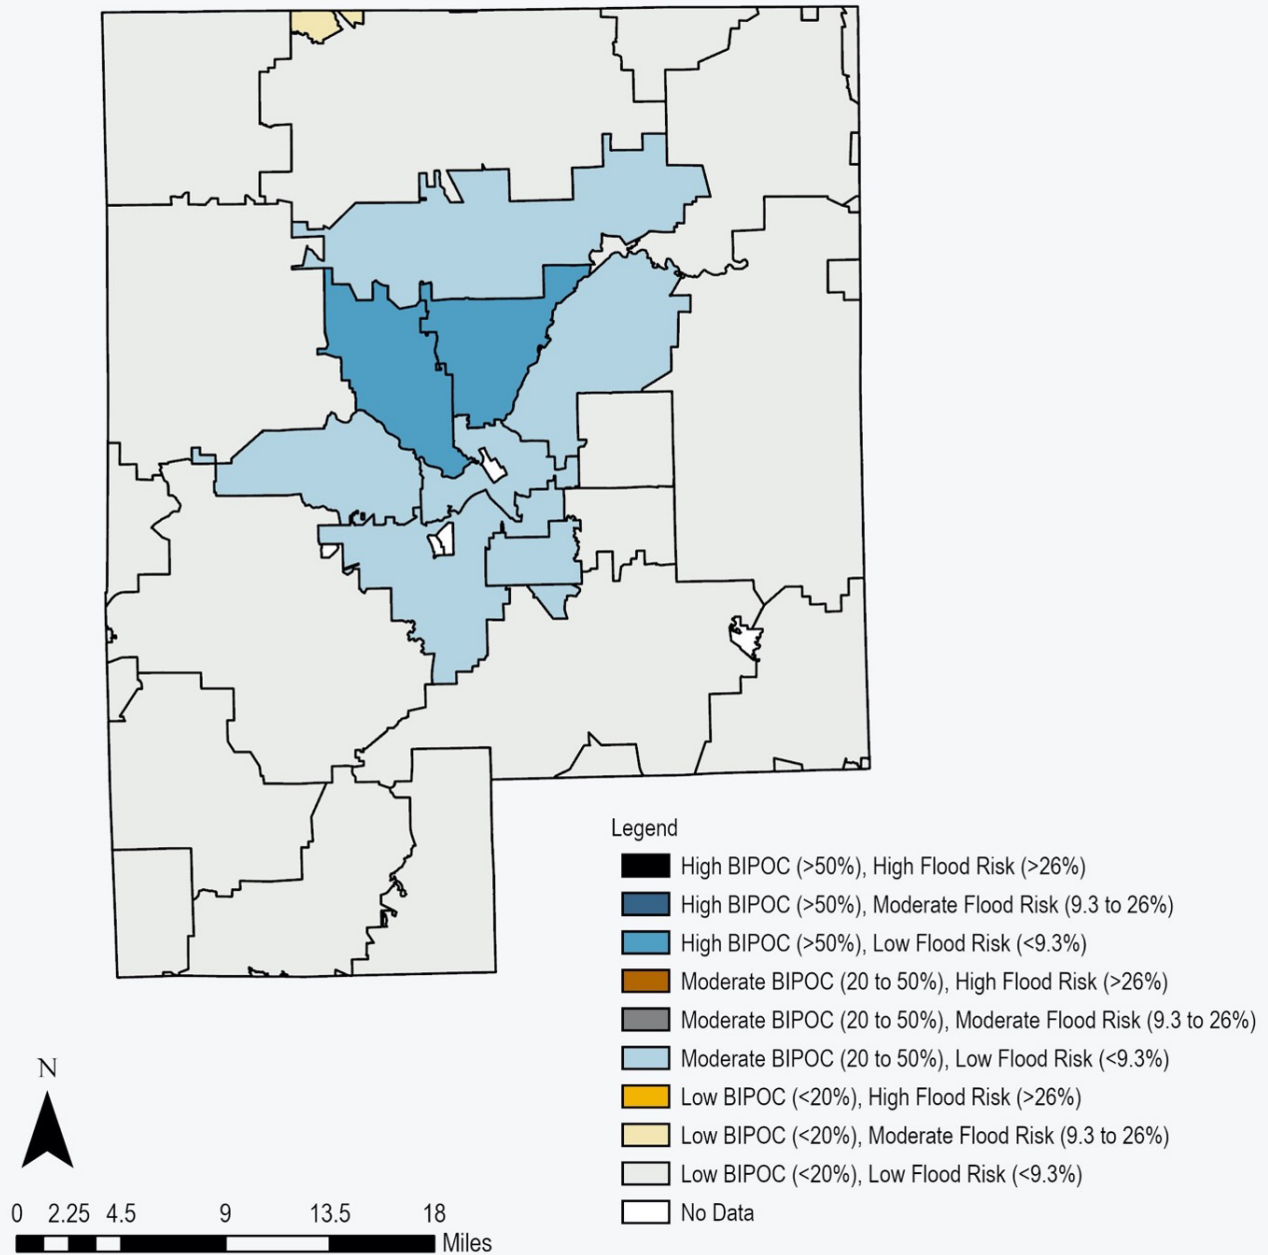 Legend
High BIPOC (>50%), High Flood Risk (>26%)
High BIPOC (>50%), Moderate Flood Risk (9.3 to 26%)
High BIPOC (>50%), Low Flood Risk (<9.3%)
Moderate BIPOC (20 to 50%), High Flood Risk (>26%)
Moderate BIPOC (20 to 50%), Moderate Flood Risk (9.3 to 26%)
Moderate BIPOC (20 to 50%), Low Flood Risk (<9.3%)
Low BIPOC (<20%), High Flood Risk (>26%)
Low BIPOC (<20%), Moderate Flood Risk (9.3 to 26%)
Low BIPOC (<20%), Low Flood Risk (<9.3%)
No Data
N
0 2.25 4.5 9 13.5 18
Miles